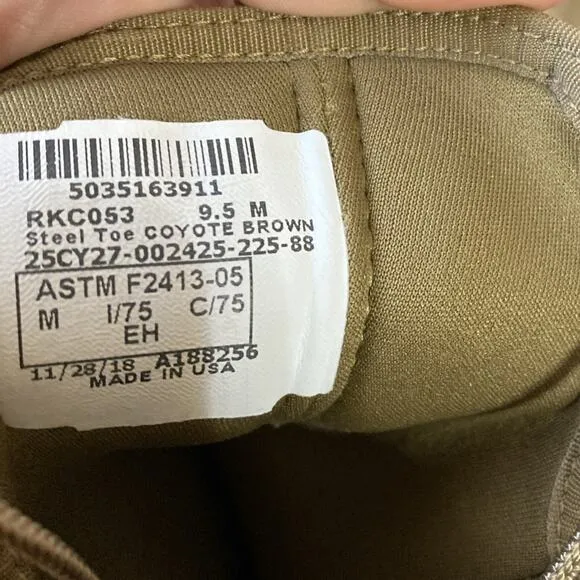 5035163911
RKC053 9.5 M
Steel Toe COYOTE BROWN
25CY27-002425-225-88
ASTM F2413-05
M I/75 C/75
EH
11/28/18 A188256
MADE IN USA